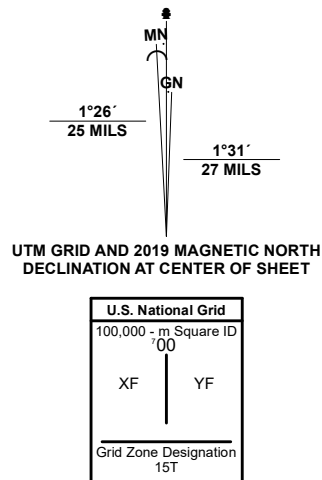 MN
GN
1°26´
25 MILS
1°31´
27 MILS
UTM GRID AND 2019 MAGNETIC NORTH
DECLINATION AT CENTER OF SHEET
U.S. National Grid
100,000 - m Square ID
⁷00
XF YF
Grid Zone Designation
15T